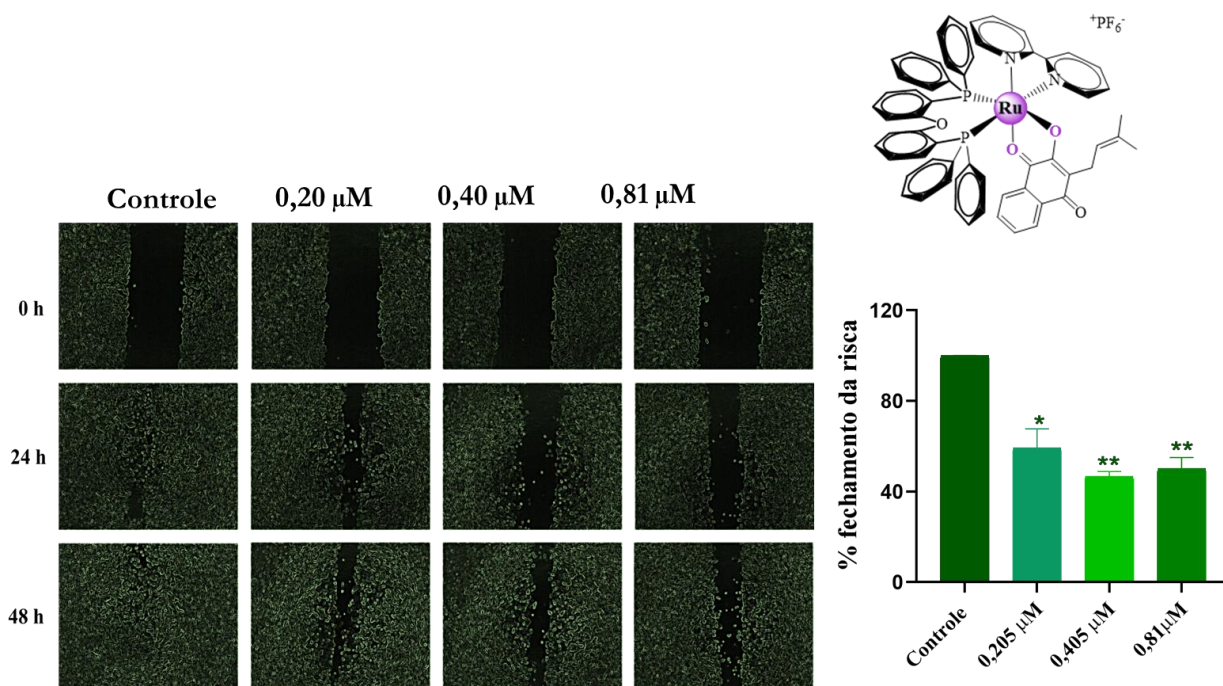 +PF6-
P
N
N
Ru
O
P
O
O
O
Controle 0,20 µM 0,40 µM 0,81 µM
0 h
24 h
48 h
% fechamento da risca
120
80
40
0
*
**
**
Controle
0,205 µM
0,405 µM
0,81µM